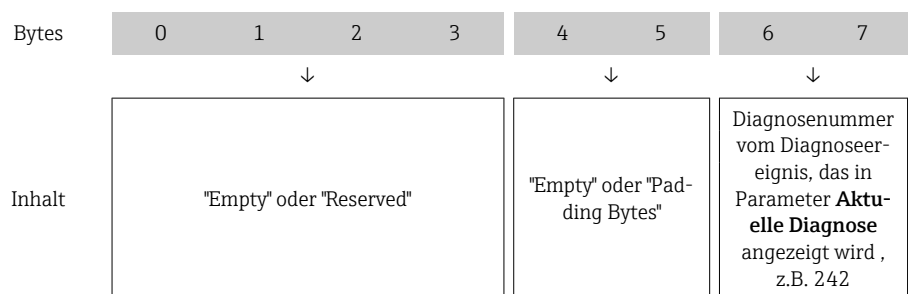 Bytes 0 1 2 3 4 5 6 7
↓ ↓ ↓
Inhalt
"Empty" oder "Reserved"
"Empty" oder "Pad-
ding Bytes"
Diagnosenummer
vom Diagnoseer-
eignis, das in
Parameter Aktu-
elle Diagnose
angezeigt wird ,
z.B. 242